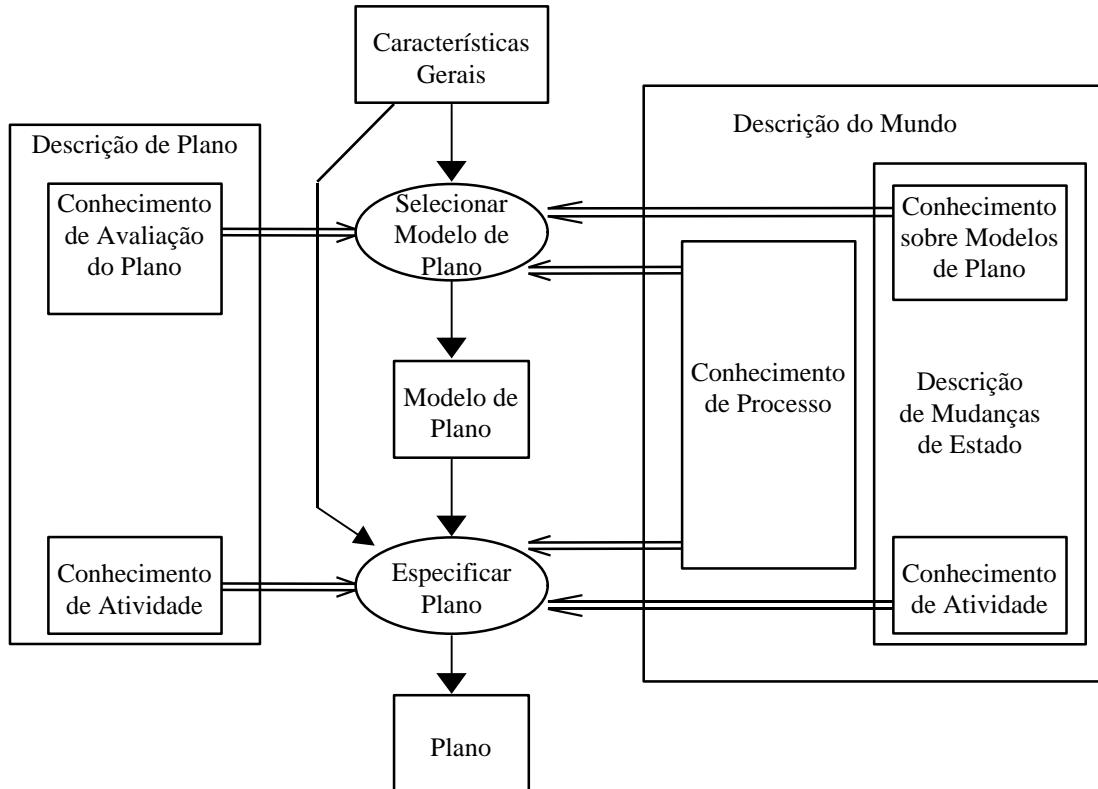 Características
Gerais
Descrição de Plano
Descrição do Mundo
Conhecimento
de Avaliação
do Plano
Selecionar
Modelo de
Plano
Conhecimento
sobre Modelos
de Plano
Modelo de
Plano
Conhecimento
de Processo
Descrição
de Mudanças
de Estado
Conhecimento
de Atividade
Especificar
Plano
Conhecimento
de Atividade
Plano